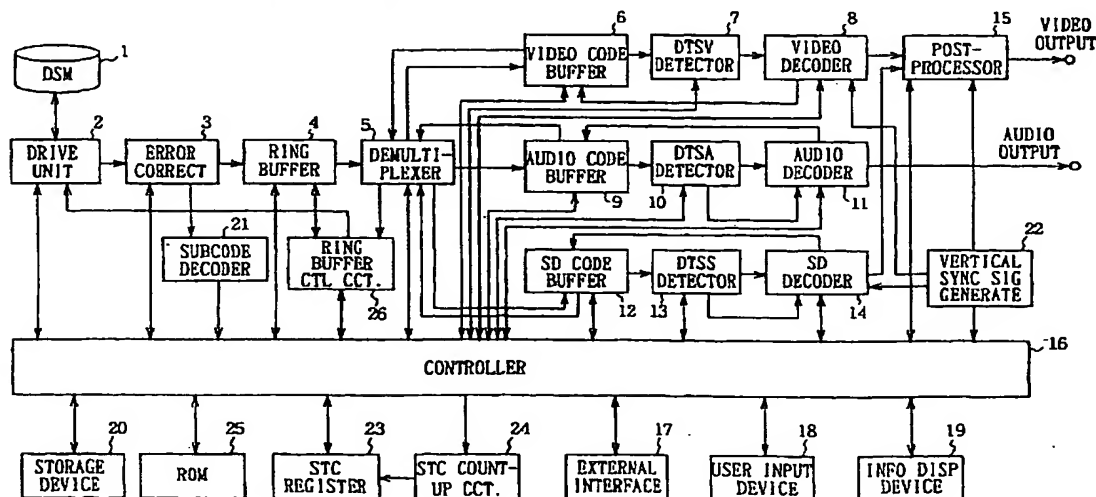 6
7
8
15
VIDEO
OUTPUT
1
DSM
VIDEO CODE
BUFFER
DTSV
DETECTOR
VIDEO
DECODER
POST-
PROCESSOR
2
3
4
5
AUDIO
OUTPUT
DRIVE
UNIT
ERROR
CORRECT
RING
BUFFER
DEMULTI-
PLEXER
AUDIO CODE
BUFFER
DTSA
DETECTOR
AUDIO
DECODER
9
10
11
21
22
SUBCODE
DECODER
RING
BUFFER
CTL CCT.
SD CODE
BUFFER
DTSS
DETECTOR
SD
DECODER
VERTICAL
SYNC SIG
GENERATE
26
12
13
14
16
CONTROLLER
20
25
23
24
17
18
19
STORAGE
DEVICE
ROM
STC
REGISTER
STC COUNT-
UP CCT.
EXTERNAL
INTERFACE
USER INPUT
DEVICE
INFO DISP
DEVICE